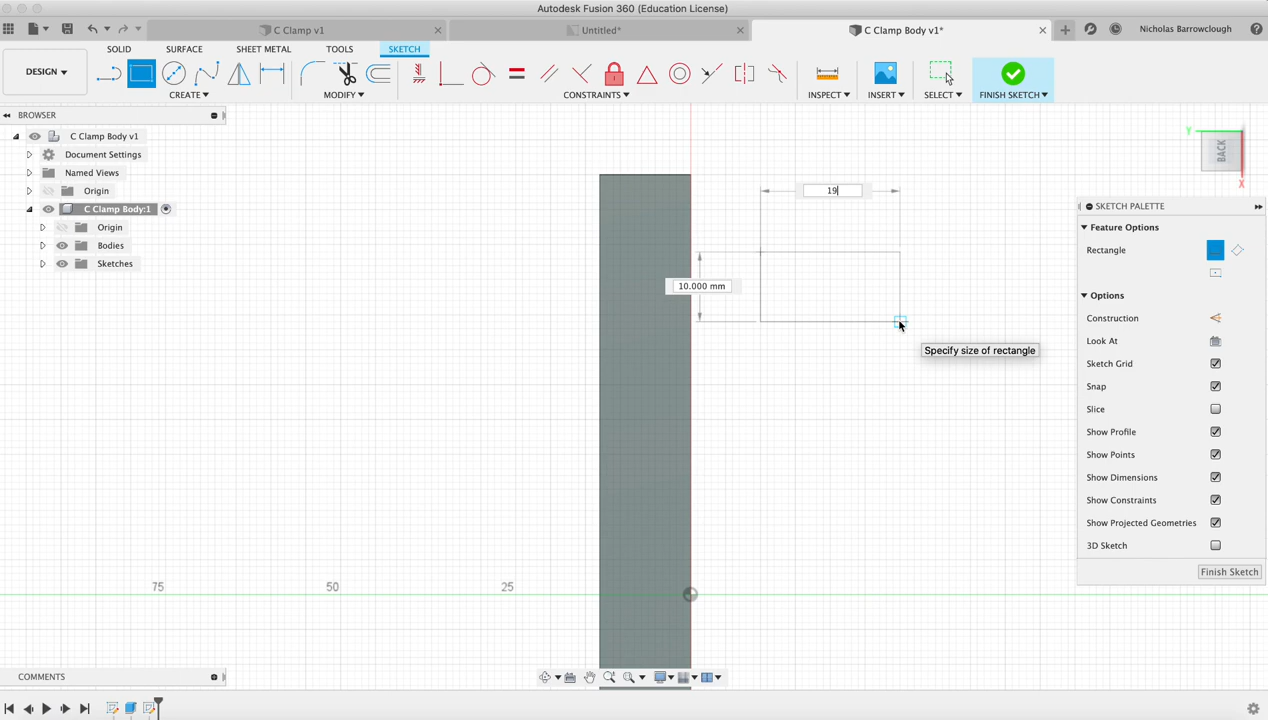 Autodesk Fusion 360 (Education License)
C Clamp v1
Untitled*
C Clamp Body v1*
Nicholas Barrowclough
DESIGN
SOLID
SURFACE
SHEET METAL
TOOLS
SKETCH
CREATE
MODIFY
CONSTRAINTS
INSPECT
INSERT
SELECT
FINISH SKETCH
BROWSER
C Clamp Body v1
Document Settings
Named Views
Origin
C Clamp Body:1
Origin
Bodies
Sketches
19
10.000 mm
Specify size of rectangle
75
50
25
Y
BACK
X
SKETCH PALETTE
Feature Options
Rectangle
Options
Construction
Look At
Sketch Grid
Snap
Slice
Show Profile
Show Points
Show Dimensions
Show Constraints
Show Projected Geometries
3D Sketch
Finish Sketch
COMMENTS